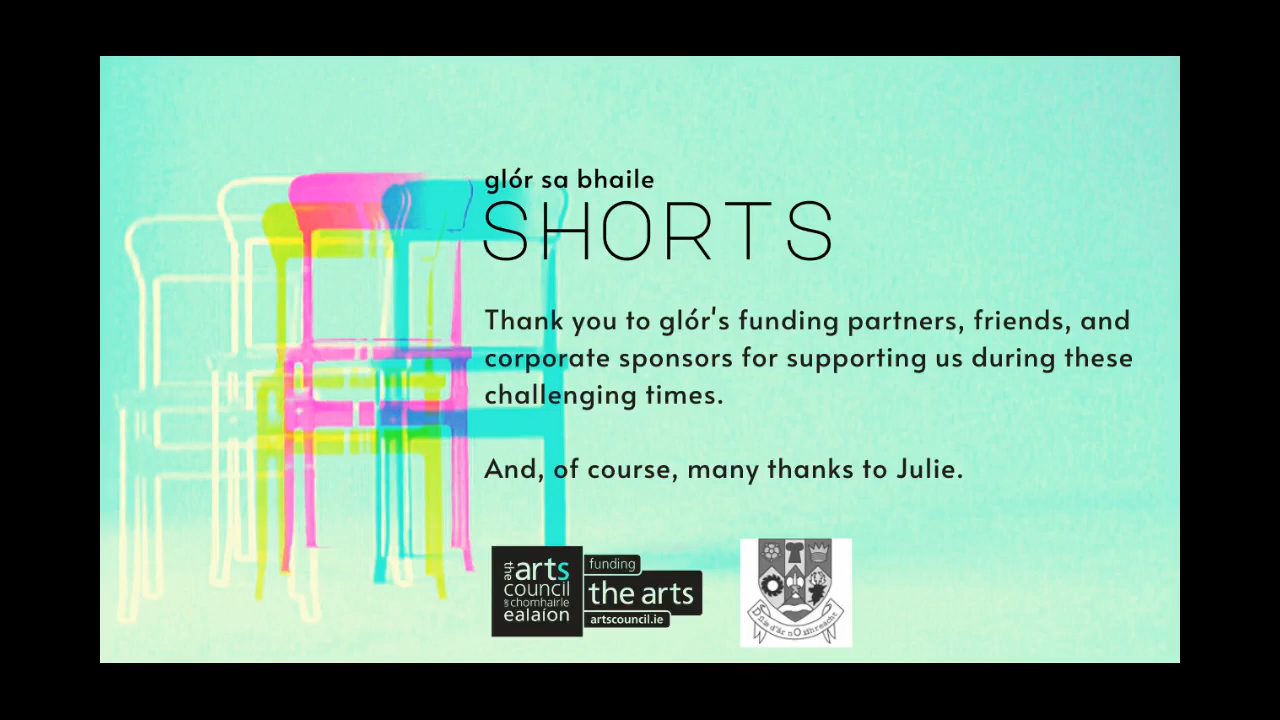 glór sa bhaile
SHORTS
Thank you to glór's funding partners, friends, and
corporate sponsors for supporting us during these
challenging times.
And, of course, many thanks to Julie.
the arts
council
chomhairle
ealaíon
funding
the arts
artscouncil.ie